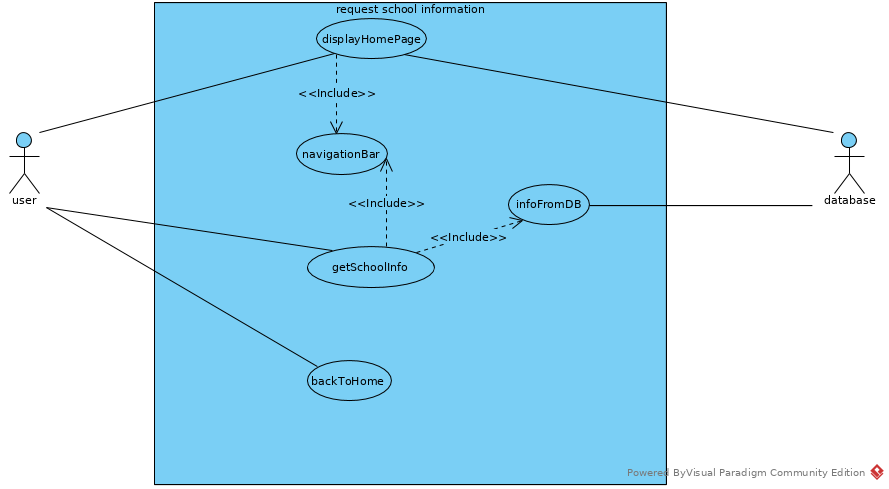 request school information
displayHomePage
<<Include>>
navigationBar
user
database
<<Include>>
infoFromDB
<<Include>>
getSchoolInfo
backToHome
Powered ByVisual Paradigm Community Edition